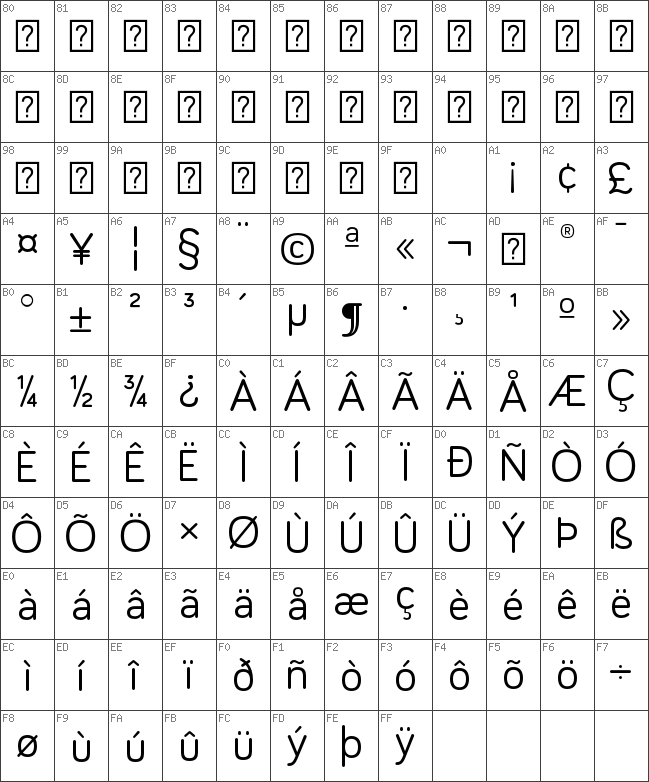 80 81 82 83 84 85 86 87 88 89 8A 8B
? ? ? ? ? ? ? ? ? ? ? ?
8C 8D 8E 8F 90 91 92 93 94 95 96 97
? ? ? ? ? ? ? ? ? ? ? ?
98 99 9A 9B 9C 9D 9E 9F A0 A1 A2 A3
? ? ? ? ? ? ? ? ¡ ¢ £
A4 A5 A6 A7 A8 A9 AA AB AC AD AE AF
¤ ¥ ¦ § ¨ © ª « ¬ ? ® ¯
B0 B1 B2 B3 B4 B5 B6 B7 B8 B9 BA BB
° ± ² ³ ´ µ ¶ · ¸ ¹ º »
BC BD BE BF C0 C1 C2 C3 C4 C5 C6 C7
¼ ½ ¾ ¿ À Á Â Ã Ä Å Æ Ç
C8 C9 CA CB CC CD CE CF D0 D1 D2 D3
È É Ê Ë Ì Í Î Ï Ð Ñ Ò Ó
D4 D5 D6 D7 D8 D9 DA DB DC DD DE DF
Ô Õ Ö × Ø Ù Ú Û Ü Ý Þ ß
E0 E1 E2 E3 E4 E5 E6 E7 E8 E9 EA EB
à á â ã ä å æ ç è é ê ë
EC ED EE EF F0 F1 F2 F3 F4 F5 F6 F7
ì í î ï ð ñ ò ó ô õ ö ÷
F8 F9 FA FB FC FD FE FF
ø ù ú û ü ý þ ÿ